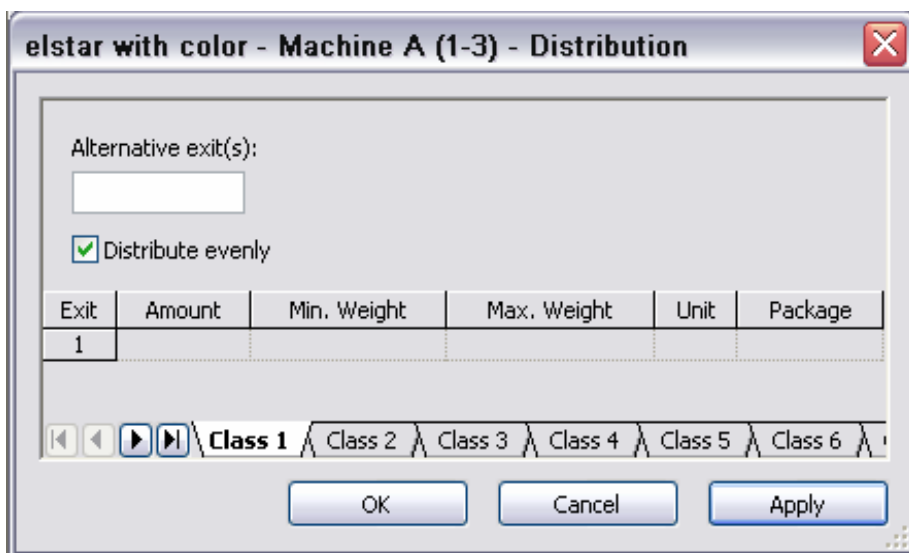 elstar with color - Machine A (1-3) - Distribution
Alternative exit(s):
Distribute evenly
Exit Amount Min. Weight Max. Weight Unit Package
1
Class 1 Class 2 Class 3 Class 4 Class 5 Class 6
OK Cancel Apply